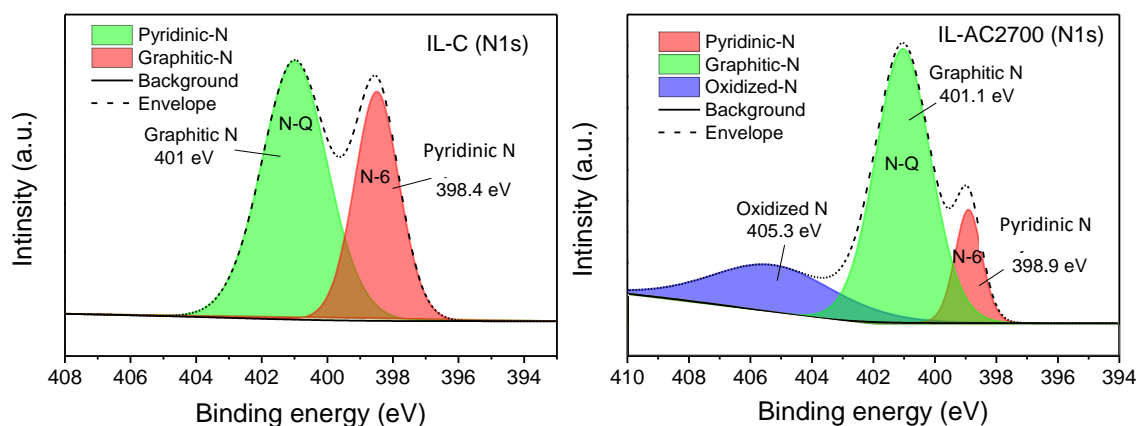 Pyridinic-N
Graphitic-N
Background
Envelope
IL-C (N1s)
Graphitic N
401 eV
N-Q
N-6
Pyridinic N
398.4 eV
Intinsity (a.u.)
408 406 404 402 400 398 396 394
Binding energy (eV)
Pyridinic-N
Graphitic-N
Oxidized-N
Background
Envelope
IL-AC2700 (N1s)
Graphitic N
401.1 eV
N-Q
Oxidized N
405.3 eV
N-6
Pyridinic N
398.9 eV
Intinsity (a.u.)
410 408 406 404 402 400 398 396 394
Binding energy (eV)